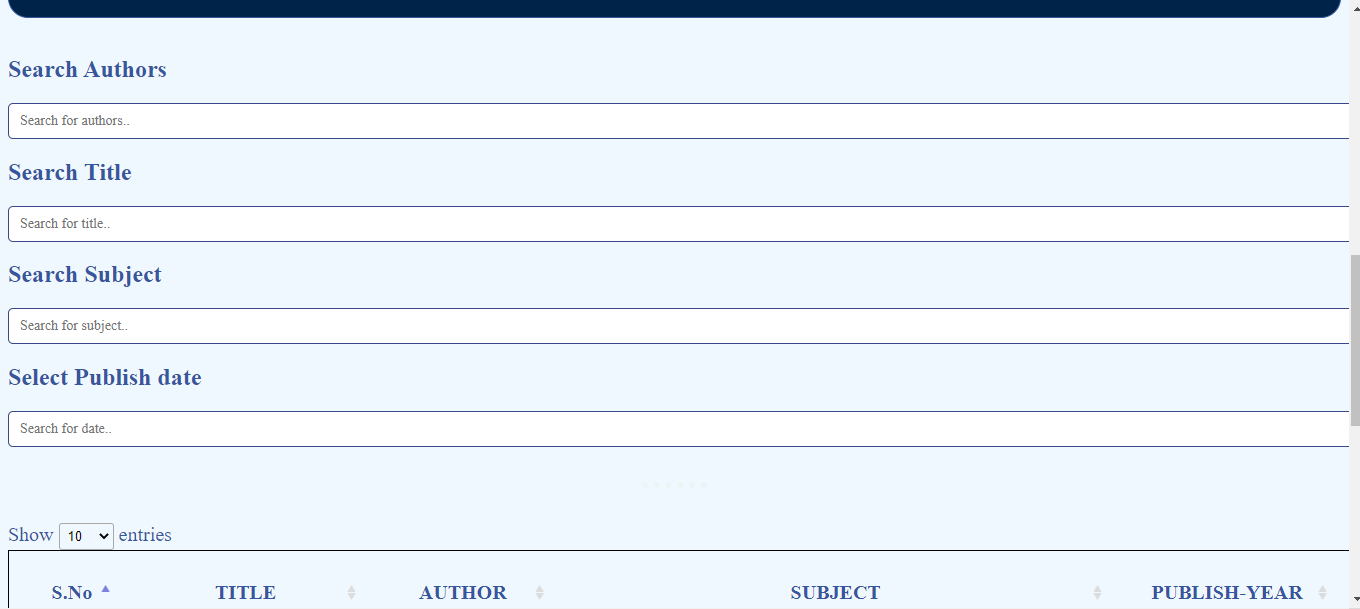 Search Authors
Search for authors..
Search Title
Search for title..
Search Subject
Search for subject..
Select Publish date
Search for date..
Show 10 entries
S.No TITLE AUTHOR SUBJECT PUBLISH-YEAR